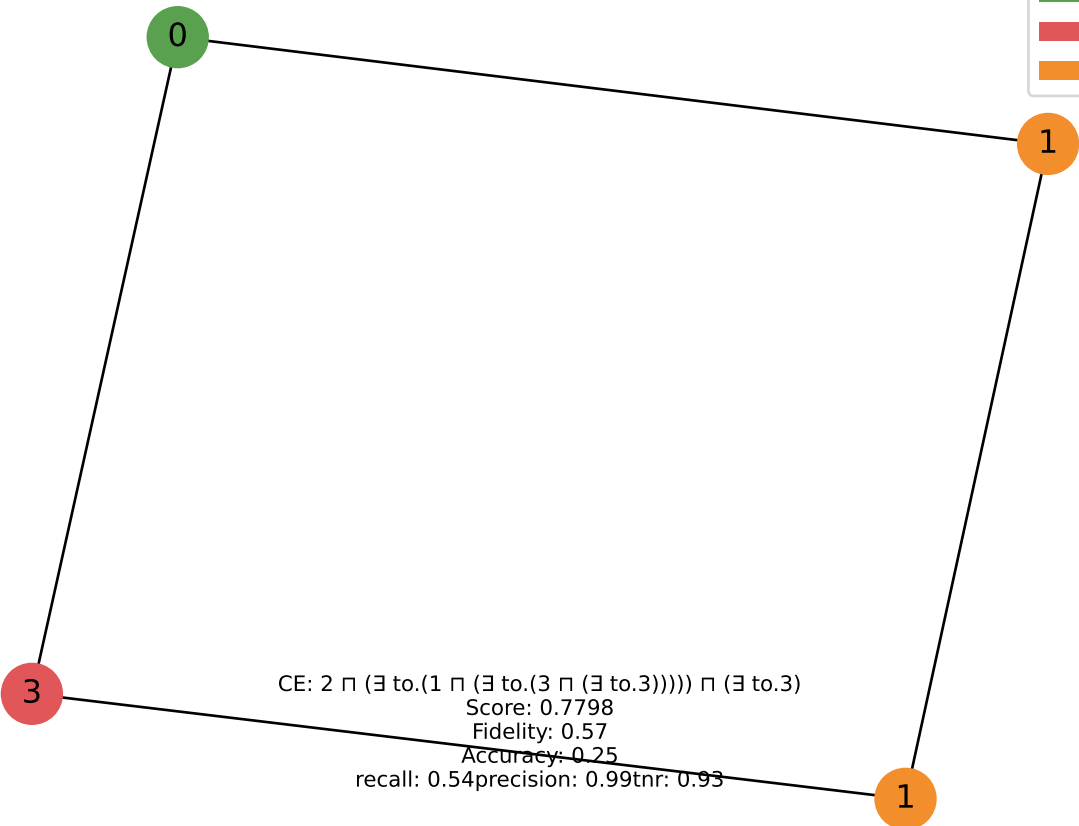 0
1
3
CE: 2 ⊓ (∃ to.(1 ⊓ (∃ to.(3 ⊓ (∃ to.3))))) ⊓ (∃ to.3)
Score: 0.7798
Fidelity: 0.57
Accuracy: 0.25
recall: 0.54precision: 0.99tnr: 0.93
1